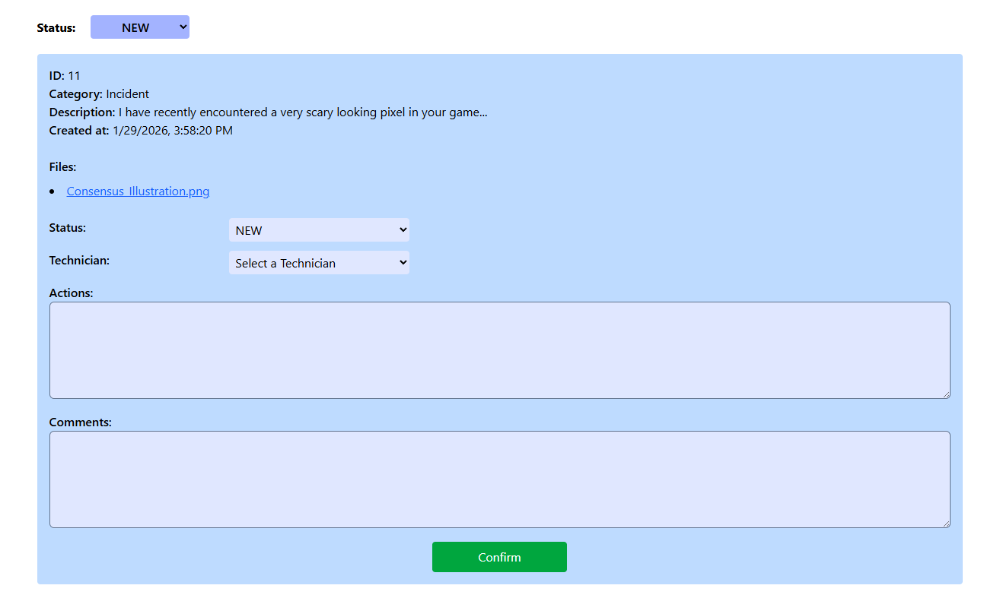 Status: NEW
ID: 11
Category: Incident
Description: I have recently encountered a very scary looking pixel in your game...
Created at: 1/29/2026, 3:58:20 PM
Files:
• Consensus_Illustration.png
Status: NEW
Technician: Select a Technician
Actions:
Comments:
Confirm